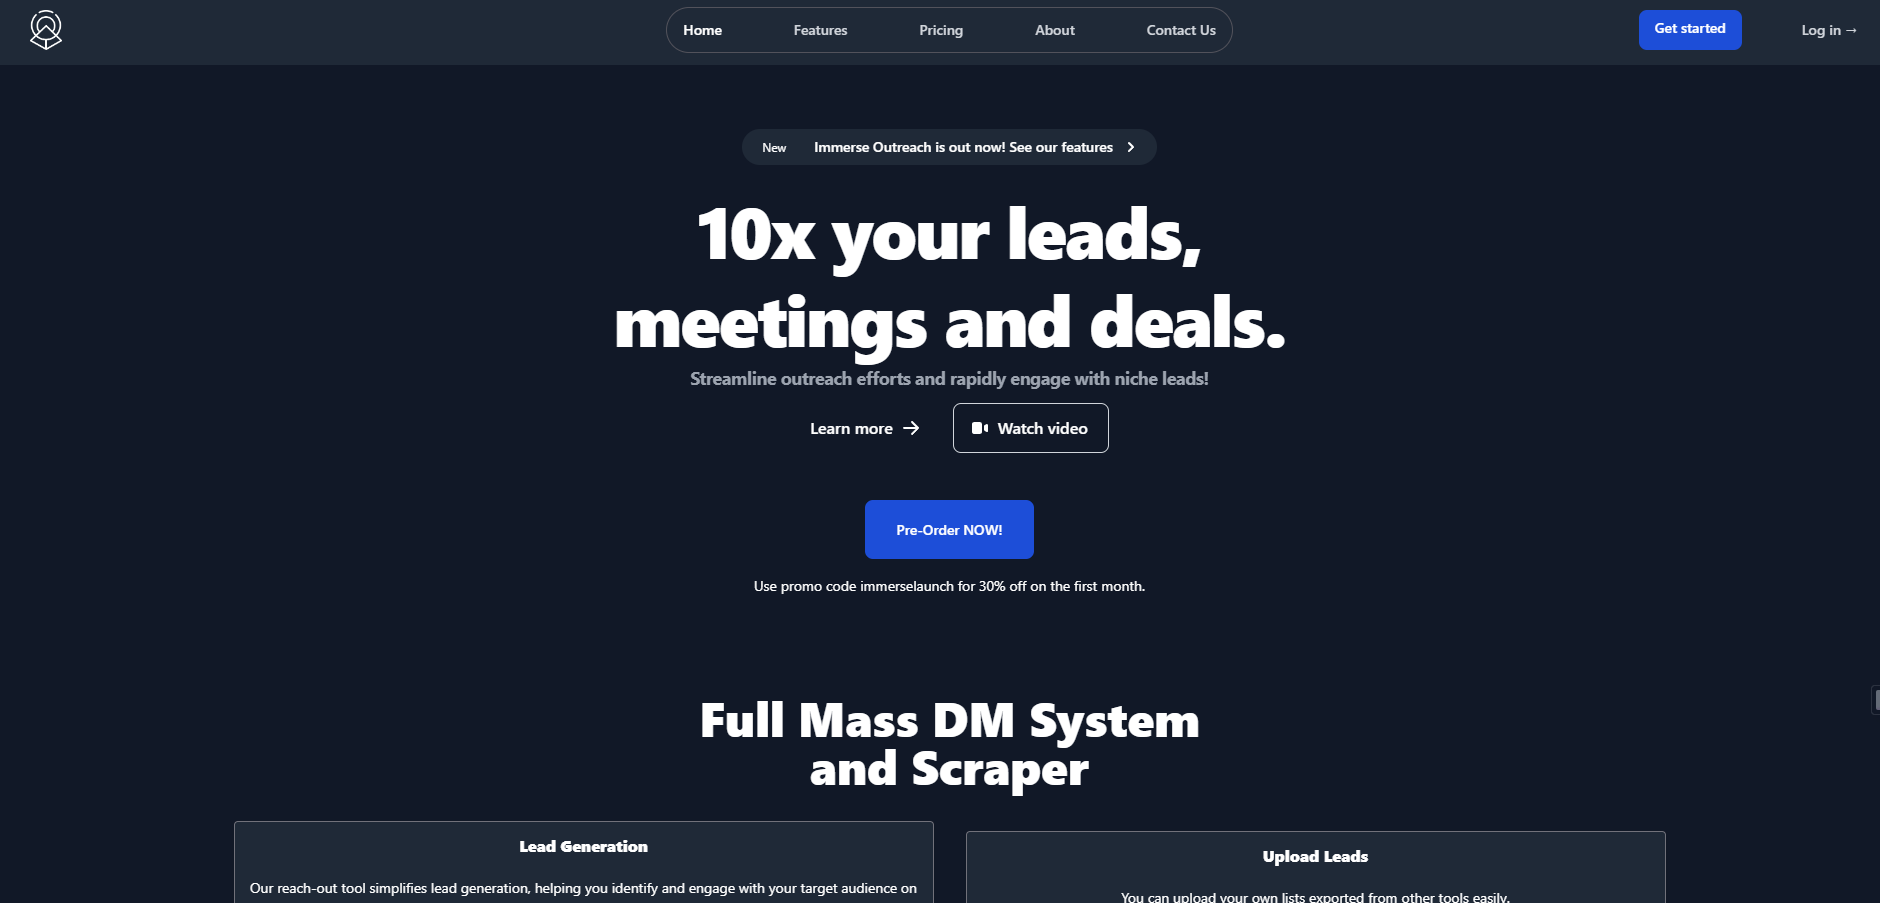 Home
Features
Pricing
About
Contact Us
Get started
Log in →
New
Immerse Outreach is out now! See our features
10x your leads,
meetings and deals.
Streamline outreach efforts and rapidly engage with niche leads!
Learn more →
Watch video
Pre-Order NOW!
Use promo code immerselaunch for 30% off on the first month.
Full Mass DM System
and Scraper
Lead Generation
Our reach-out tool simplifies lead generation, helping you identify and engage with your target audience on
Upload Leads
You can upload your own lists exported from other tools easily.